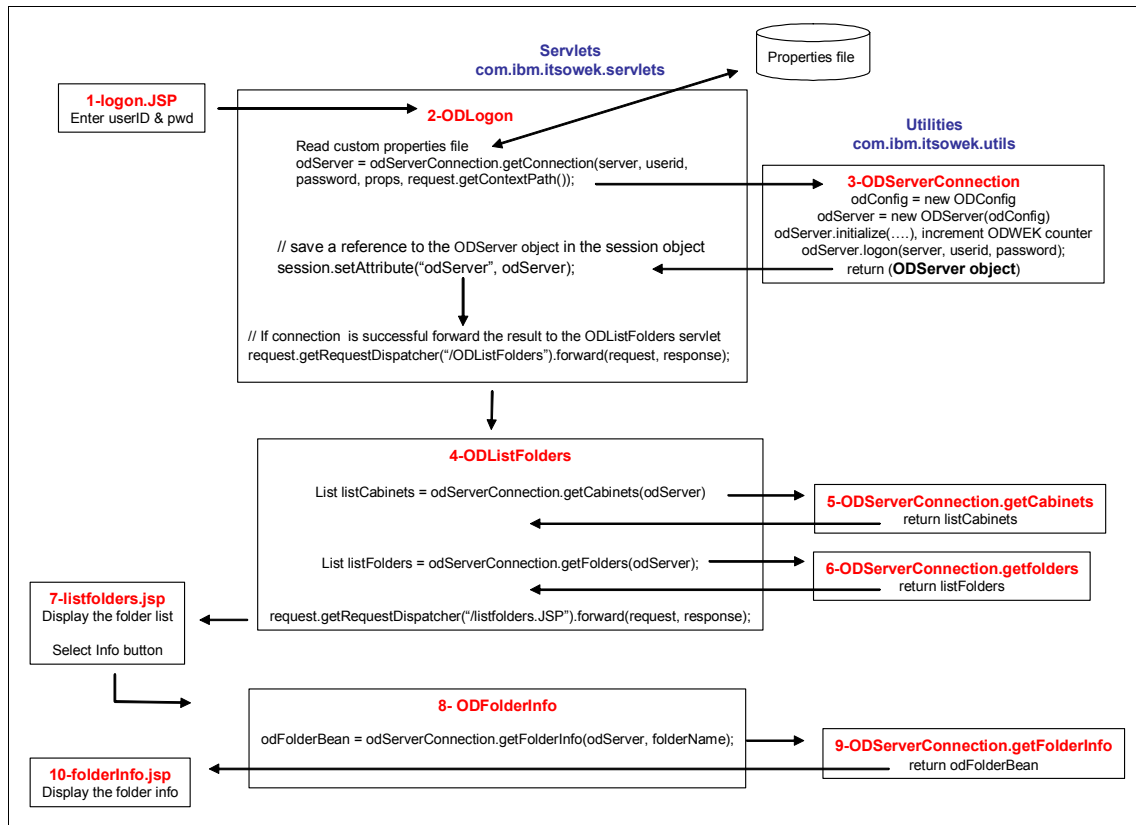 Servlets
com.ibm.itsowek.servlets
Properties file
1-logon.JSP
Enter userID & pwd
2-ODLogon
Read custom properties file
odServer = odServerConnection.getConnection(server, userid,
password, props, request.getContextPath());
// save a reference to the ODServer object in the session object
session.setAttribute(“odServer”, odServer);
// If connection  is successful forward the result to the ODListFolders servlet
request.getRequestDispatcher(“/ODListFolders”).forward(request, response);
Utilities
com.ibm.itsowek.utils
3-ODServerConnection
odConfig = new ODConfig
odServer = new ODServer(odConfig)
odServer.initialize(….), increment ODWEK counter
odServer.logon(server, userid, password);
return (ODServer object)
4-ODListFolders
List listCabinets = odServerConnection.getCabinets(odServer)
5-ODServerConnection.getCabinets
return listCabinets
List listFolders = odServerConnection.getFolders(odServer);
6-ODServerConnection.getfolders
return listFolders
request.getRequestDispatcher(“/listfolders.JSP”).forward(request, response);
7-listfolders.jsp
Display the folder list
Select Info button
8- ODFolderInfo
odFolderBean = odServerConnection.getFolderInfo(odServer, folderName);
9-ODServerConnection.getFolderInfo
return odFolderBean
10-folderInfo.jsp
Display the folder info